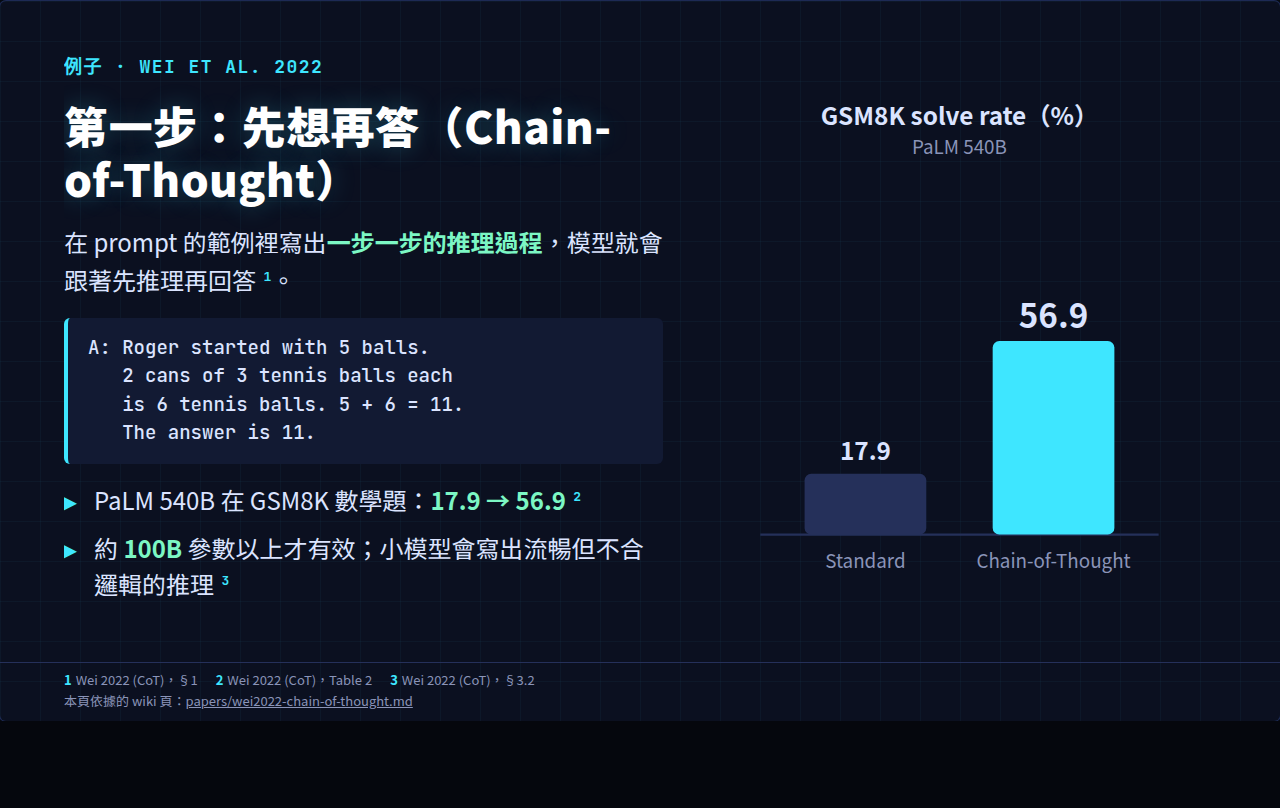 例子 · WEI ET AL. 2022
第一步：先想再答（Chain-
of-Thought）
在 prompt 的範例裡寫出一步一步的推理過程，模型就會
跟著先推理再回答 1。
A: Roger started with 5 balls.
2 cans of 3 tennis balls each
is 6 tennis balls. 5 + 6 = 11.
The answer is 11.
▶ PaLM 540B 在 GSM8K 數學題：17.9 → 56.9 2
▶ 約 100B 參數以上才有效；小模型會寫出流暢但不合
邏輯的推理 3
GSM8K solve rate（%）
PaLM 540B
56.9
17.9
Standard
Chain-of-Thought
1 Wei 2022 (CoT)，§1 2 Wei 2022 (CoT)，Table 2 3 Wei 2022 (CoT)，§3.2
本頁依據的 wiki 頁：papers/wei2022-chain-of-thought.md